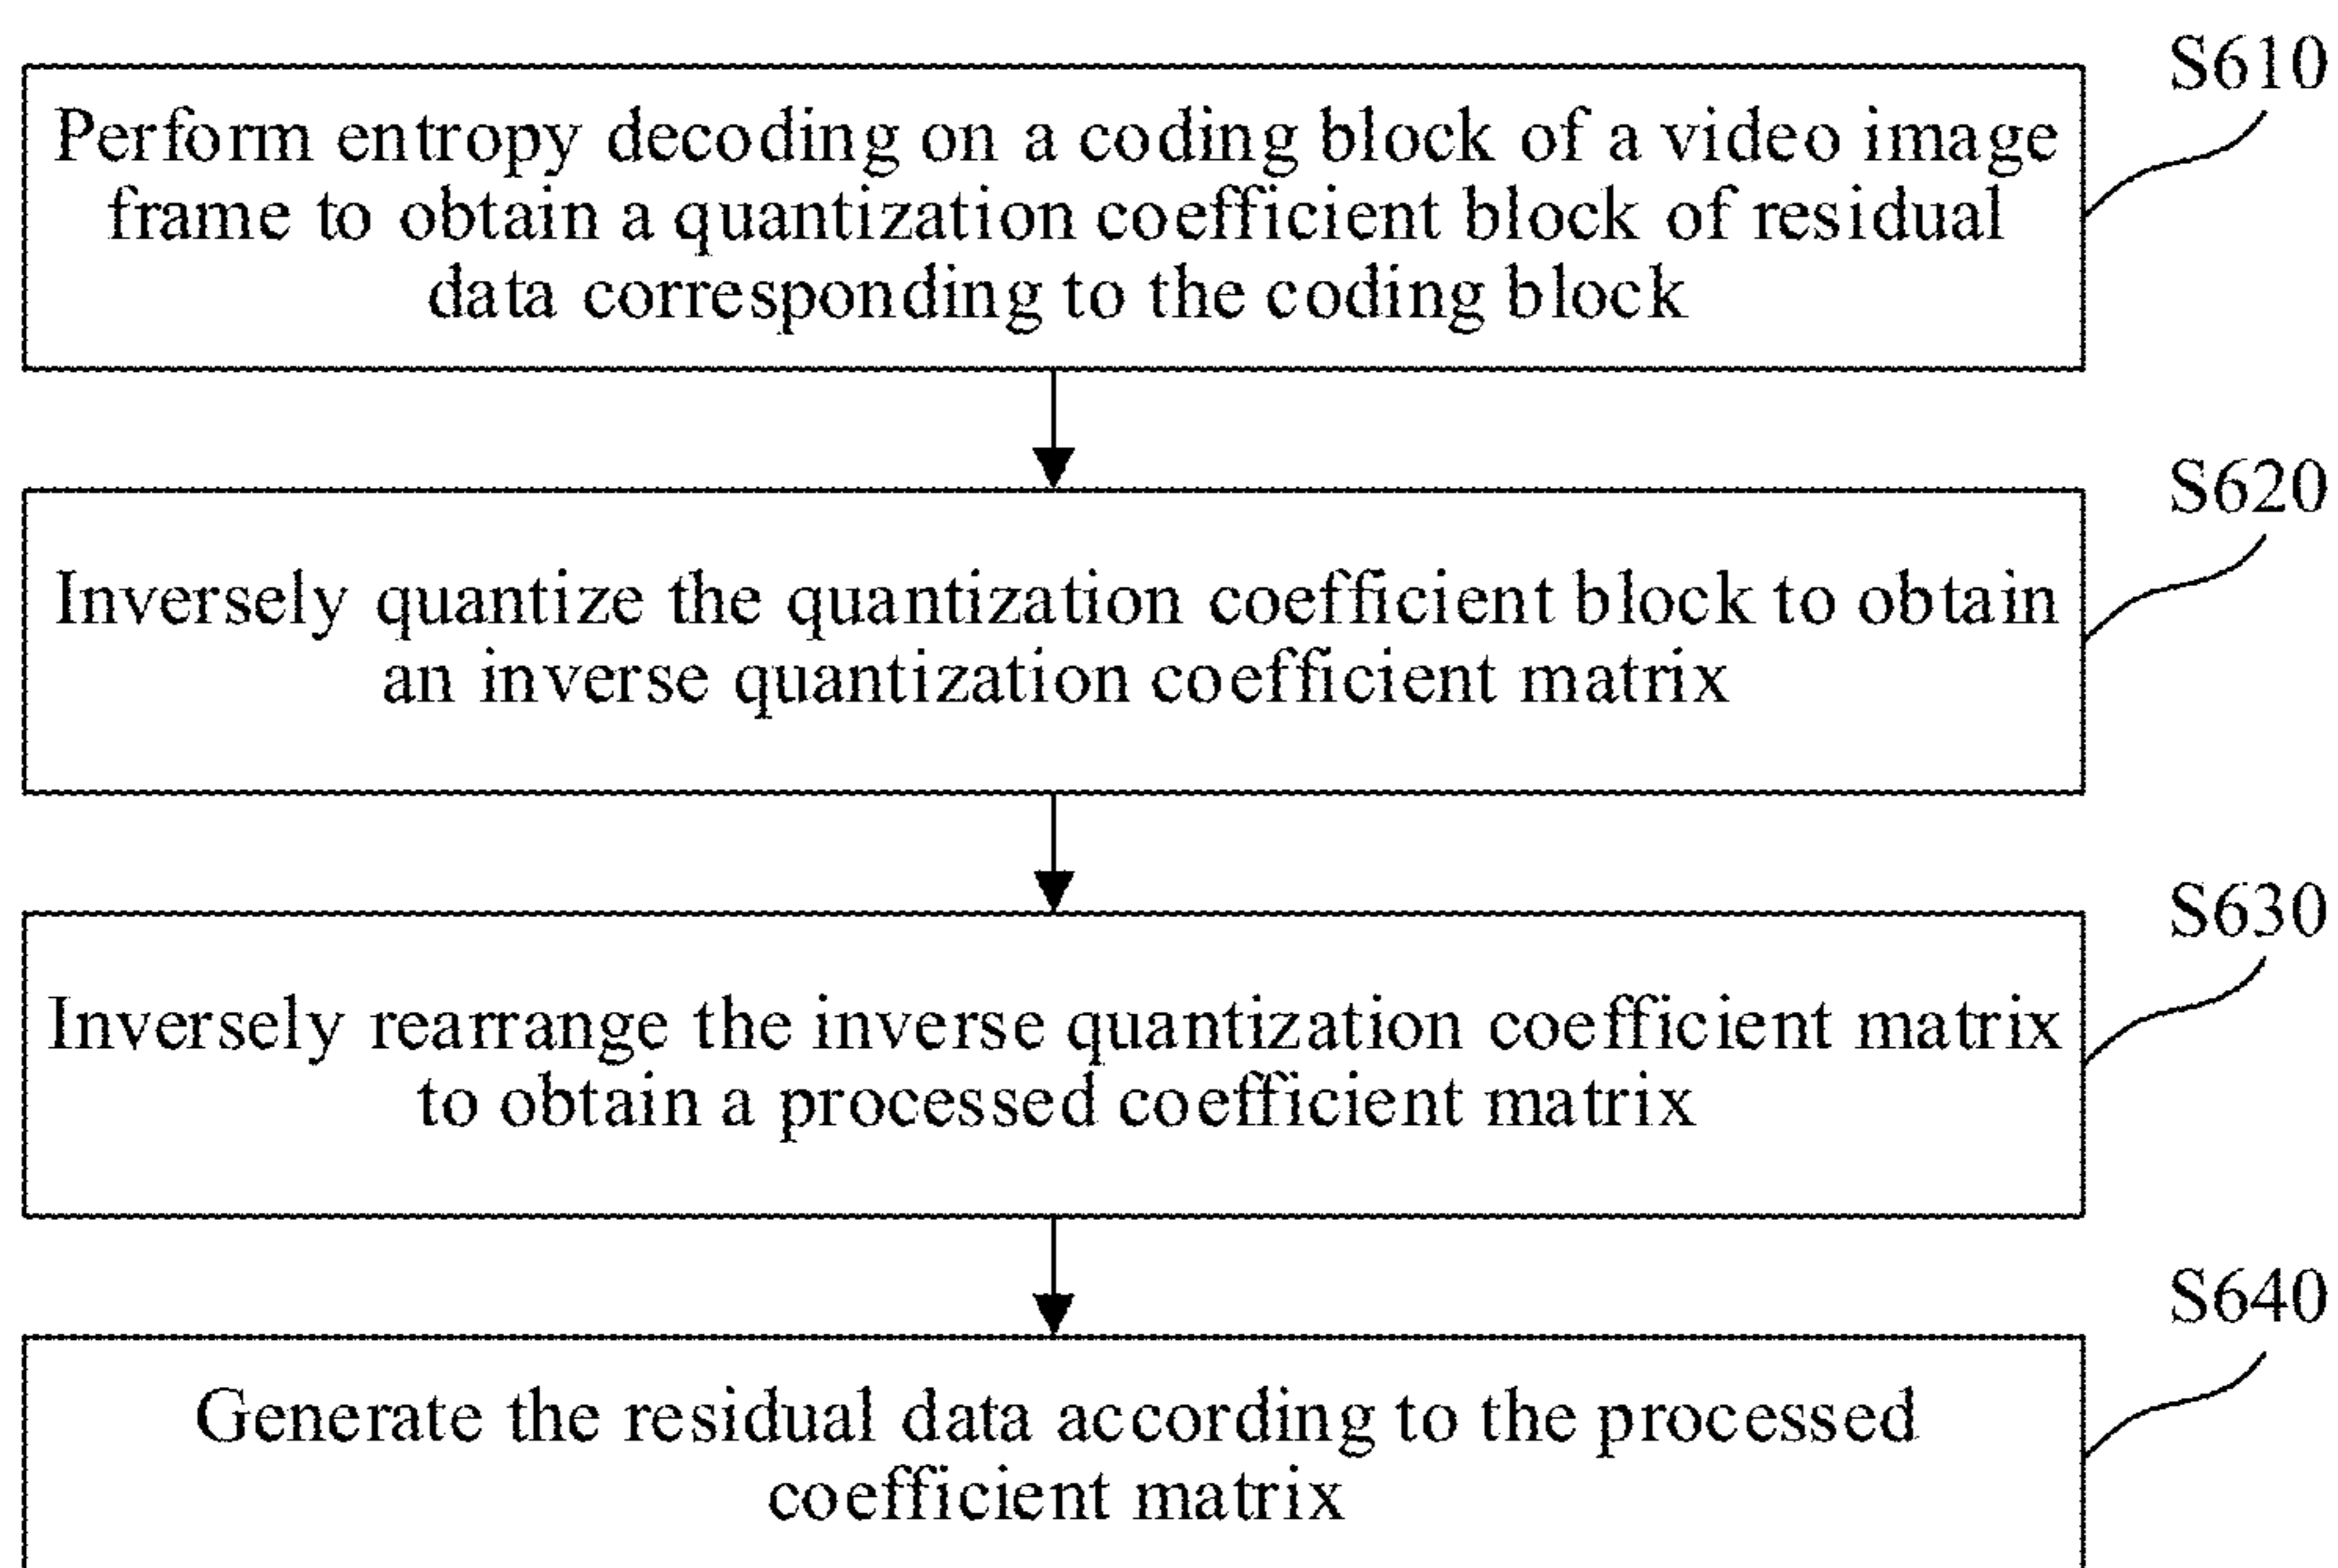 S610
Perform entropy decoding on a coding block of a video image
frame to obtain a quantization coefficient block of residual
data corresponding to the coding block
S620
Inversely quantize the quantization coefficient block to obtain
an inverse quantization coefficient matrix
S630
Inversely rearrange the inverse quantization coefficient matrix
to obtain a processed coefficient matrix
S640
Generate the residual data according to the processed
coefficient matrix